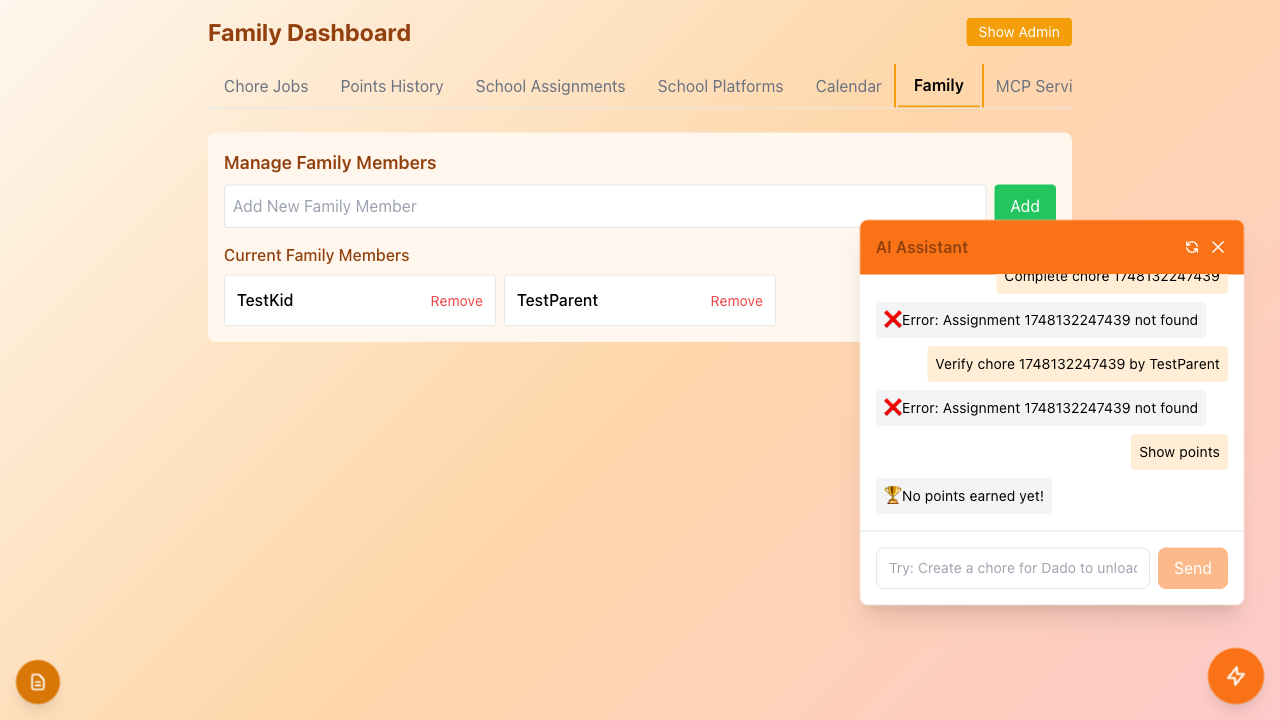 Family Dashboard
Show Admin
Chore Jobs
Points History
School Assignments
School Platforms
Calendar
Family
MCP Servi
Manage Family Members
Add New Family Member
Add
Current Family Members
TestKid
Remove
TestParent
Remove
AI Assistant
Complete chore 1748132247439
❌Error: Assignment 1748132247439 not found
Verify chore 1748132247439 by TestParent
❌Error: Assignment 1748132247439 not found
Show points
🏆No points earned yet!
Try: Create a chore for Dado to unload
Send